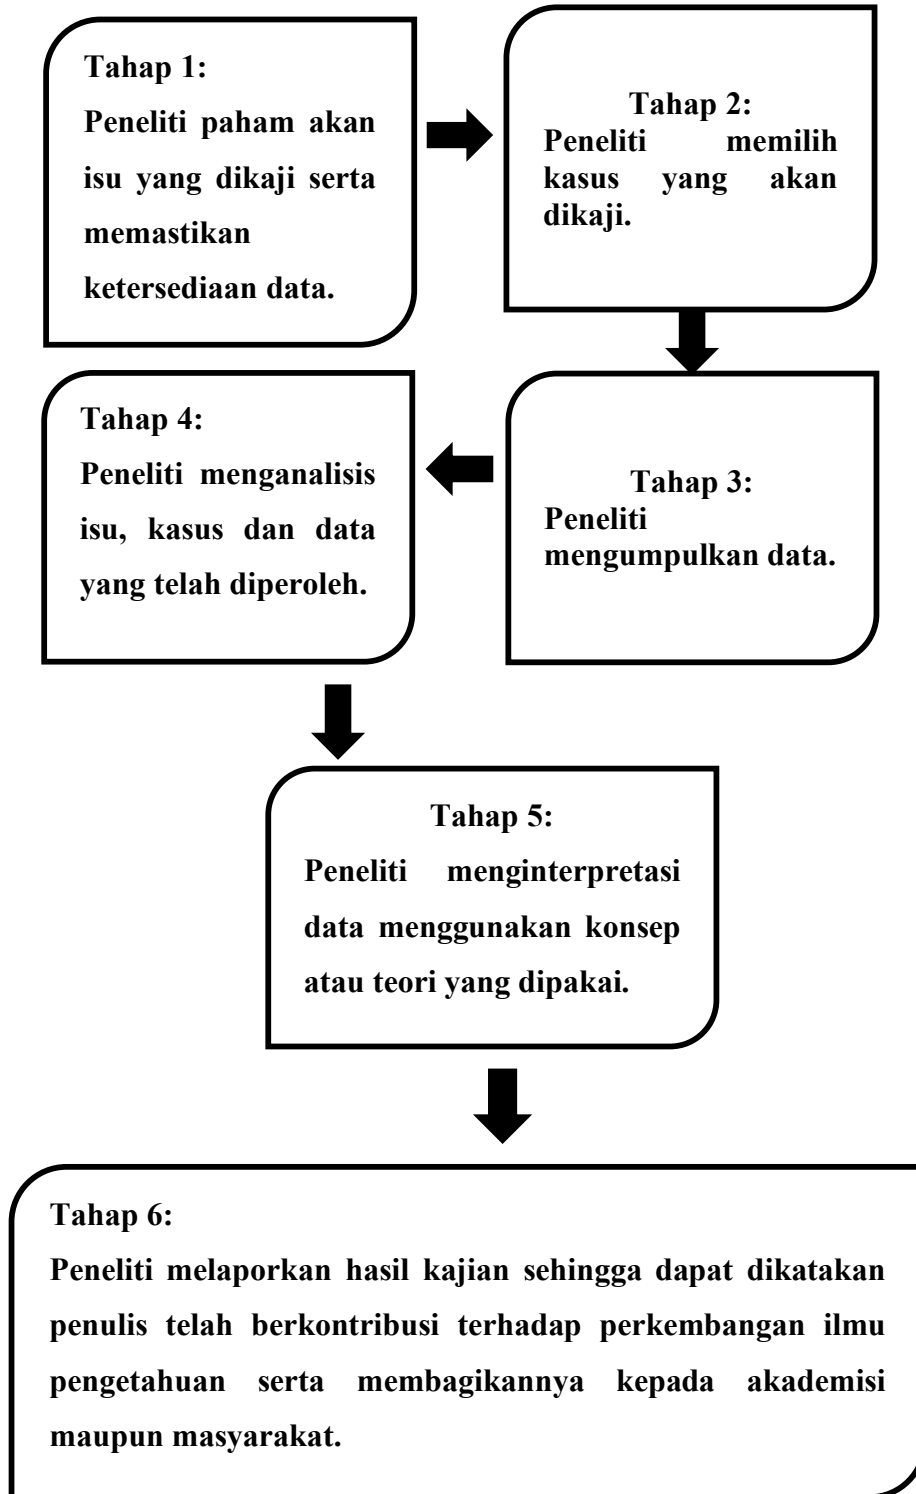 Tahap 1:
Peneliti paham akan
isu yang dikaji serta
memastikan
ketersediaan data.
Tahap 2:
Peneliti memilih
kasus yang akan
dikaji.
Tahap 3:
Peneliti
mengumpulkan data.
Tahap 4:
Peneliti menganalisis
isu, kasus dan data
yang telah diperoleh.
Tahap 5:
Peneliti menginterpretasi
data menggunakan konsep
atau teori yang dipakai.
Tahap 6:
Peneliti melaporkan hasil kajian sehingga dapat dikatakan
penulis telah berkontribusi terhadap perkembangan ilmu
pengetahuan serta membagikannya kepada akademisi
maupun masyarakat.